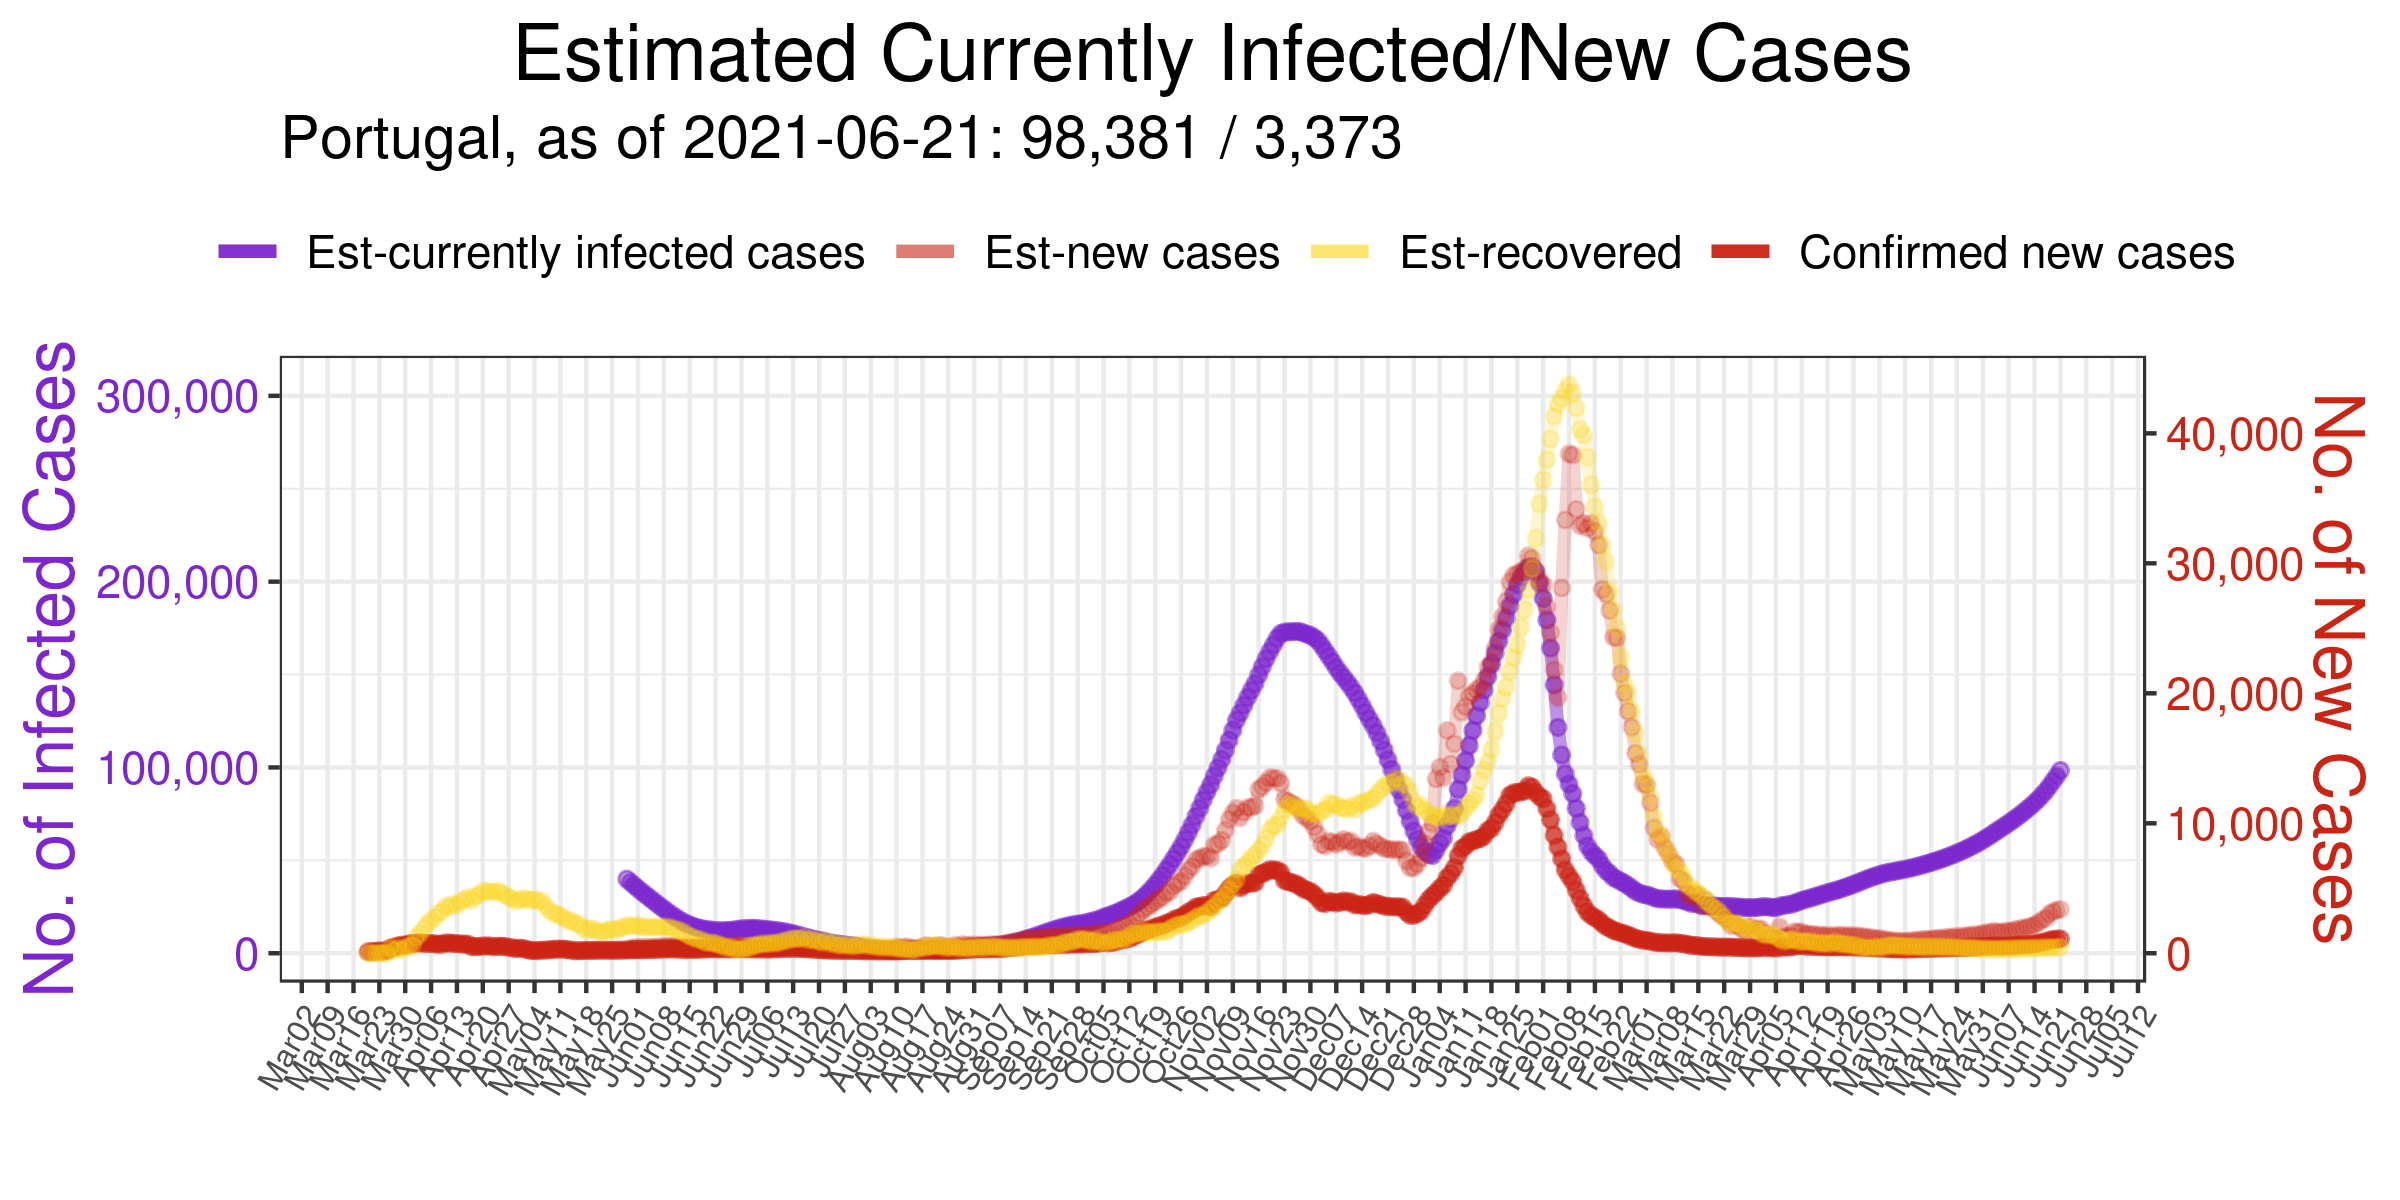 Estimated Currently Infected/New Cases
Portugal, as of 2021-06-21: 98,381 / 3,373
Est-currently infected cases Est-new cases Est-recovered Confirmed new cases
No. of Infected Cases
300,000
200,000
100,000
0
40,000
30,000
20,000
10,000
0
No. of New Cases
Mar02 Mar09 Mar16 Mar23 Mar30 Apr06 Apr13 Apr20 Apr27 May04 May11 May18 May25 Jun01 Jun08 Jun15 Jun22 Jun29 Jul06 Jul13 Jul20 Jul27 Aug03 Aug10 Aug17 Aug24 Aug31 Sep07 Sep14 Sep21 Sep28 Oct05 Oct12 Oct19 Oct26 Nov02 Nov09 Nov16 Nov23 Nov30 Dec07 Dec14 Dec21 Dec28 Jan04 Jan11 Jan18 Jan25 Feb01 Feb08 Feb15 Feb22 Mar01 Mar08 Mar15 Mar22 Mar29 Apr05 Apr12 Apr19 Apr26 May03 May10 May17 May24 May31 Jun07 Jun14 Jun21 Jun28 Jul05 Jul12